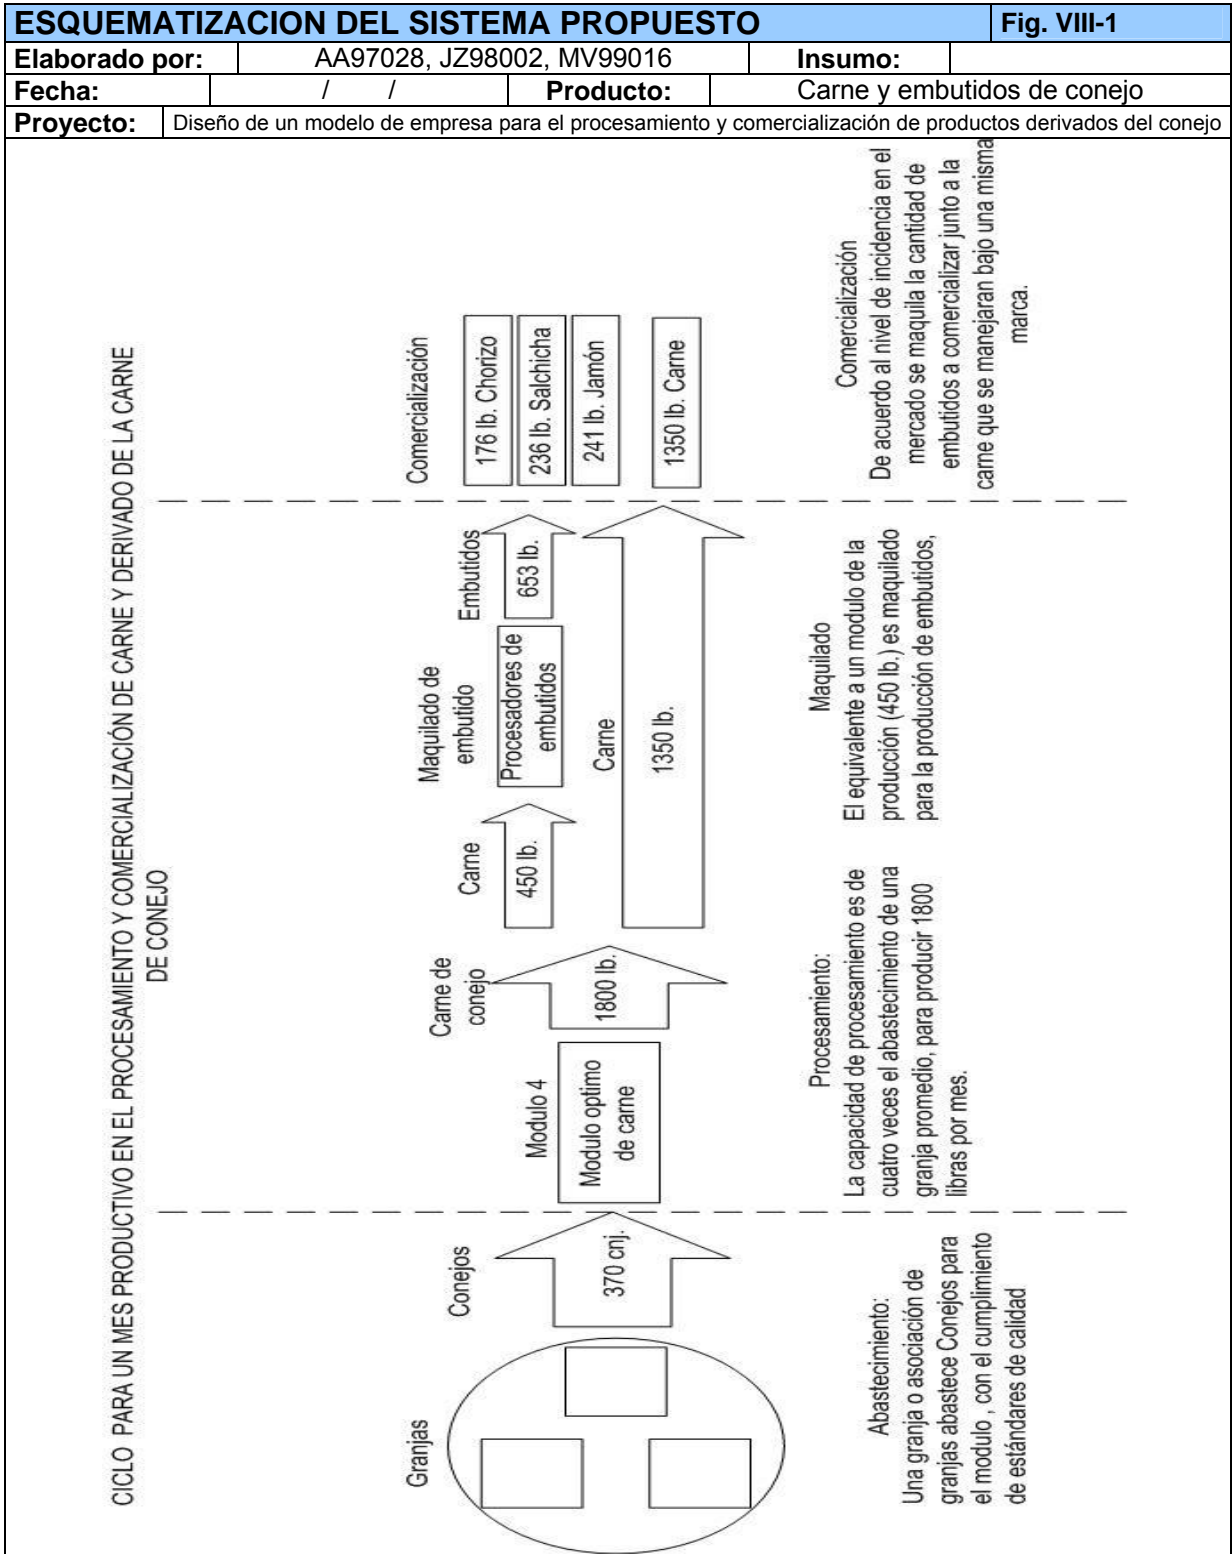 ESQUEMATIZACION DEL SISTEMA PROPUESTO Fig. VIII-1
Elaborado por: AA97028, JZ98002, MV99016 Insumo:
Fecha: / / Producto: Carne y embutidos de conejo
Proyecto: Diseño de un modelo de empresa para el procesamiento y comercialización de productos derivados del conejo
CICLO PARA UN MES PRODUCTIVO EN EL PROCESAMIENTO Y COMERCIALIZACIÓN DE CARNE Y DERIVADO DE LA CARNE
DE CONEJO
Granjas
Conejos
370 cnj.
Modulo 4
Modulo optimo
de carne
Carne de
conejo
1800 lb.
Carne
450 lb.
Maquilado de
embutido
Procesadores de
embutidos
Embutidos
653 lb.
Carne
1350 lb.
Comercialización
176 lb. Chorizo
236 lb. Salchicha
241 lb. Jamón
1350 lb. Carne
Abastecimiento:
Una granja o asociación de
granjas abastece Conejos para
el modulo , con el cumplimiento
de estándares de calidad
Procesamiento:
La capacidad de procesamiento es de
cuatro veces el abastecimiento de una
granja promedio, para producir 1800
libras por mes.
Maquilado
El equivalente a un modulo de la
producción (450 lb.) es maquilado
para la producción de embutidos,
Comercialización
De acuerdo al nivel de incidencia en el
mercado se maquila la cantidad de
embutidos a comercializar junto a la
carne que se manejaran bajo una misma
marca.